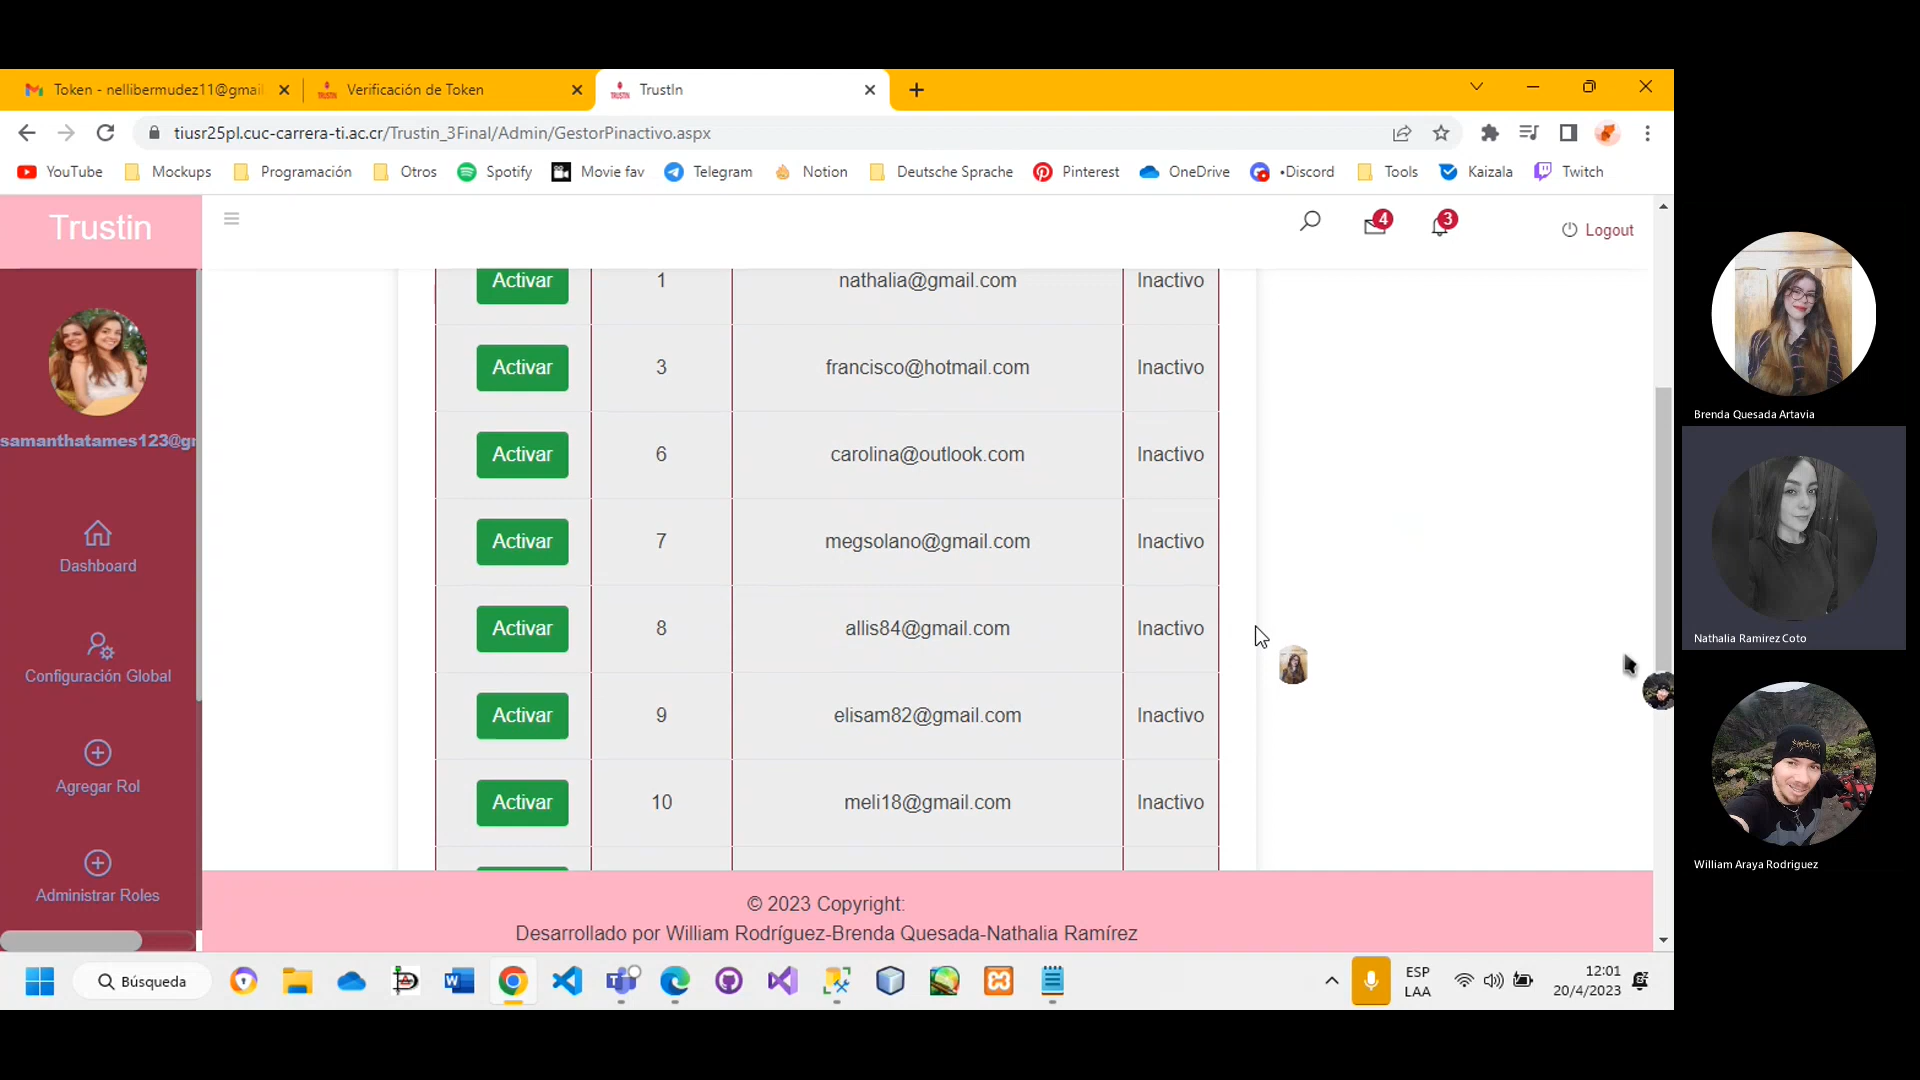 Token - nellibermudez11@gmai
Verificación de Token
TrustIn
tiusr25pl.cuc-carrera-ti.ac.cr/Trustin_3Final/Admin/GestorPinactivo.aspx
YouTube
Mockups
Programación
Otros
Spotify
Movie fav
Telegram
Notion
Deutsche Sprache
Pinterest
OneDrive
•Discord
Tools
Kaizala
Twitch
Trustin
4
3
Logout
samanthatames123@gr
Dashboard
Configuración Global
Agregar Rol
Administrar Roles
Activar 1 nathalia@gmail.com Inactivo
Activar 3 francisco@hotmail.com Inactivo
Activar 6 carolina@outlook.com Inactivo
Activar 7 megsolano@gmail.com Inactivo
Activar 8 allis84@gmail.com Inactivo
Activar 9 elisam82@gmail.com Inactivo
Activar 10 meli18@gmail.com Inactivo
© 2023 Copyright:
Desarrollado por William Rodríguez-Brenda Quesada-Nathalia Ramírez
Brenda Quesada Artavia
Nathalia Ramirez Coto
William Araya Rodriguez
Búsqueda
ESP
LAA
12:01
20/4/2023